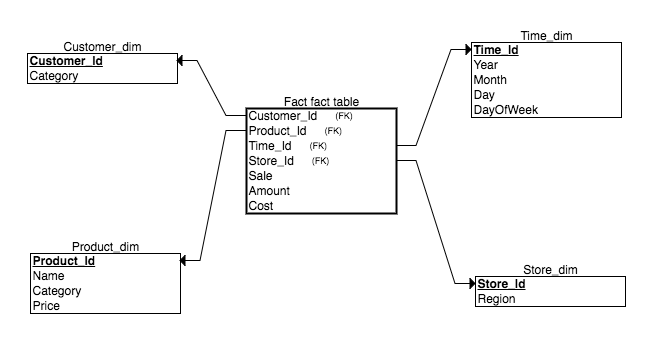 Customer_dim
Customer_Id
Category
Time_dim
Time_Id
Year
Month
Day
DayOfWeek
Fact fact table
Customer_Id (FK)
Product_Id (FK)
Time_Id (FK)
Store_Id (FK)
Sale
Amount
Cost
Product_dim
Product_Id
Name
Category
Price
Store_dim
Store_Id
Region